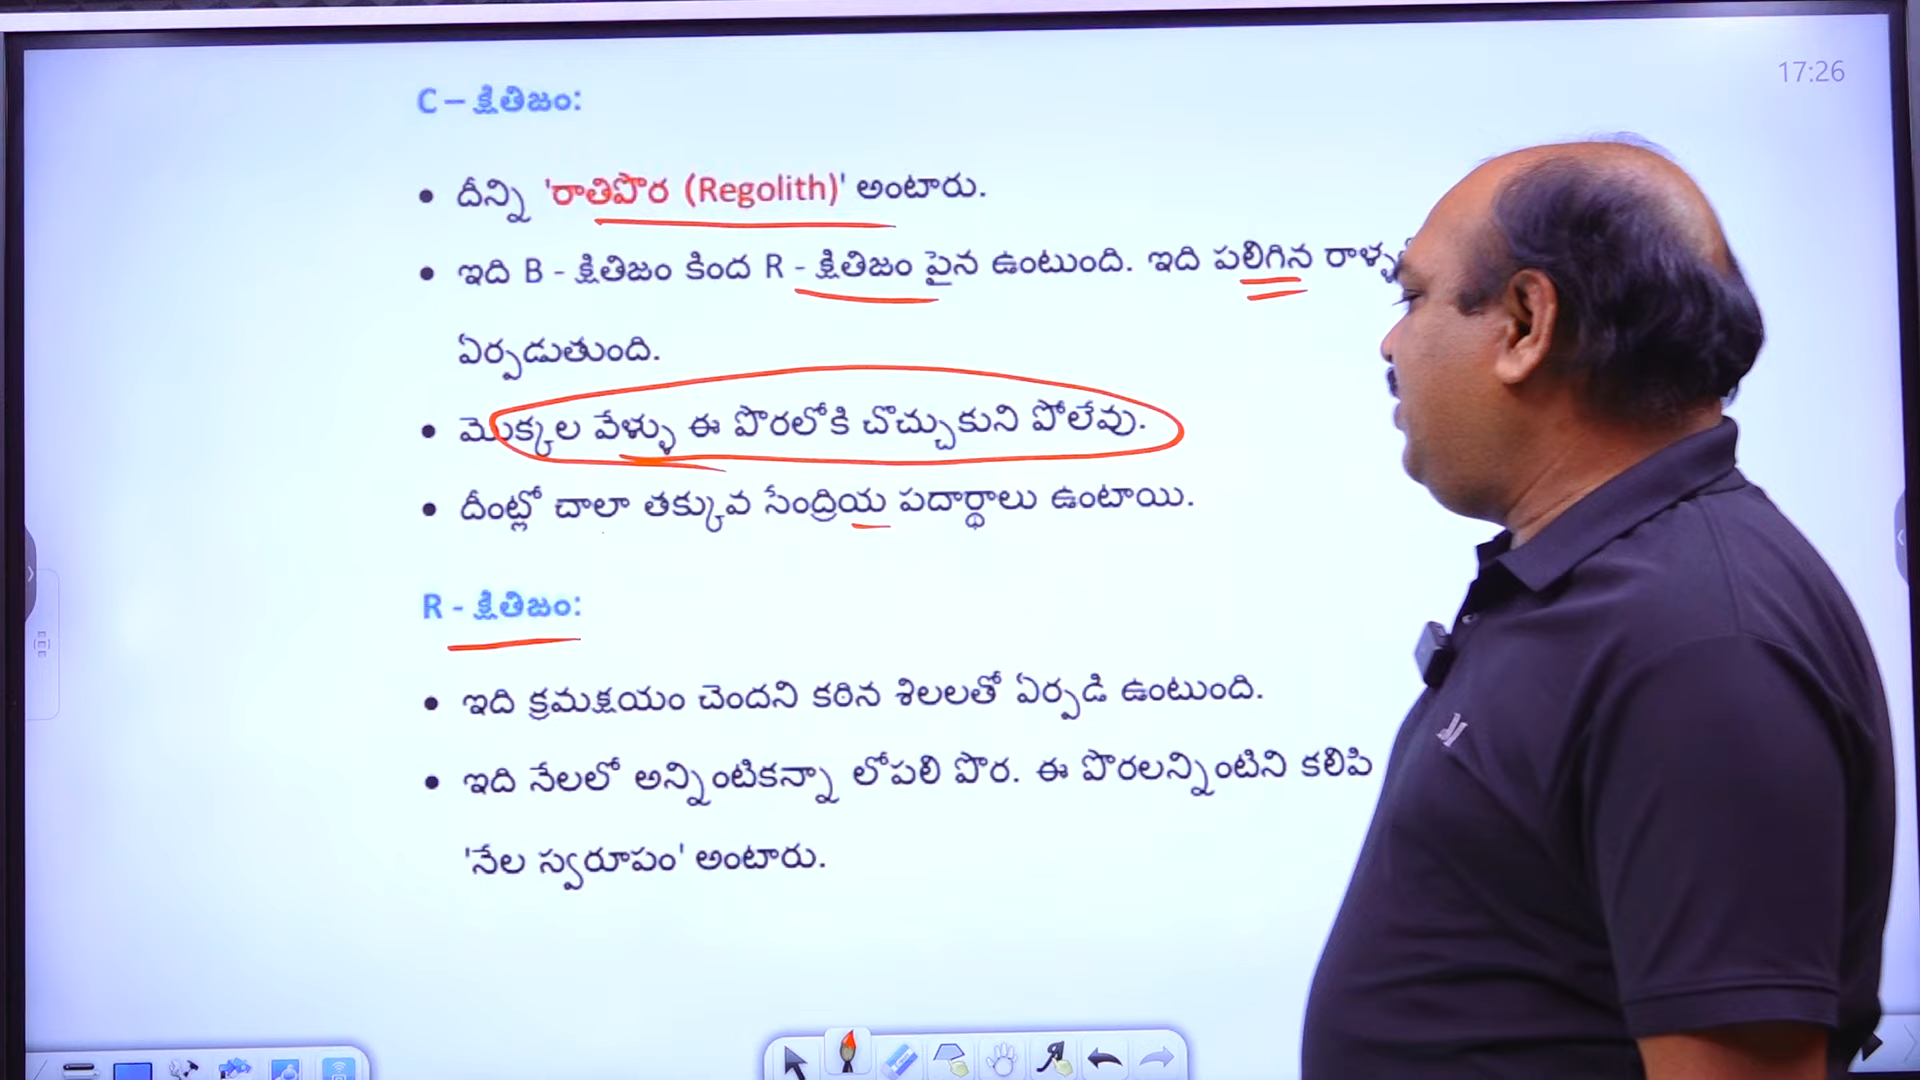 17:26
C – క్షితిజం:
• దీన్ని 'రాతిపొర (Regolith)' అంటారు.
• ఇది B - క్షితిజం కింద R - క్షితిజం పైన ఉంటుంది. ఇది పలిగిన
ఏర్పడుతుంది.
• మొక్కల వేళ్ళు ఈ పొరలోకి చొచ్చుకుని పోలేవు.
• దీంట్లో చాలా తక్కువ సేంద్రియ పదార్థాలు ఉంటాయి.
R - క్షితిజం:
• ఇది క్రమక్షయం చెందని కఠిన శిలలతో ఏర్పడి ఉంటుంది.
• ఇది నేలలో అన్నింటికన్నా లోపలి పొర. ఈ పొరలన్నింటిని కలిపి
'నేల స్వరూపం' అంటారు.